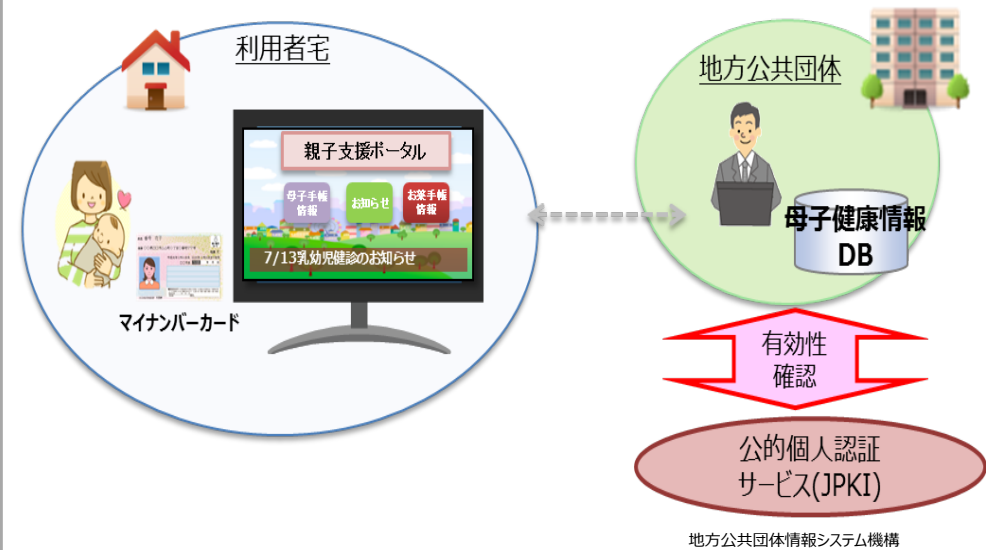 利用者宅
親子支援ポータル
母子手帳
情報
お知らせ
お薬手帳
情報
7/13乳幼児健診のお知らせ
マイナンバーカード
地方公共団体
母子健康情報
DB
有効性
確認
公的個人認証
サービス(JPKI)
地方公共団体情報システム機構